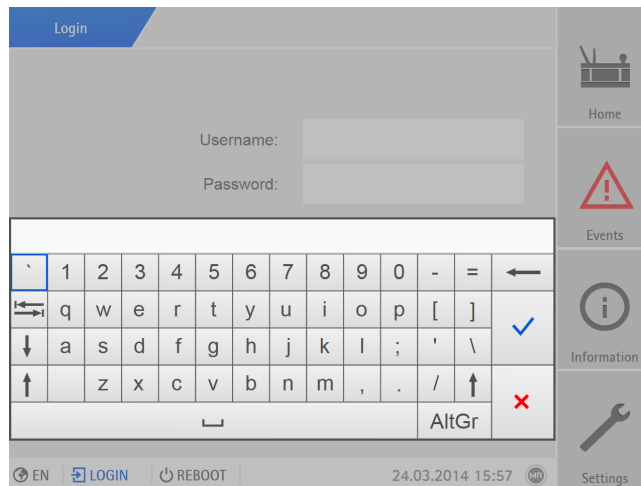 Login
Home
Username:
Password:
Events
` 1 2 3 4 5 6 7 8 9 0 - =
q w e r t y u i o p [ ]
a s d f g h j k l ; ' \
z x c v b n m , . /
AltGr
Information
EN LOGIN REBOOT 24.03.2014 15:57 MR
Settings